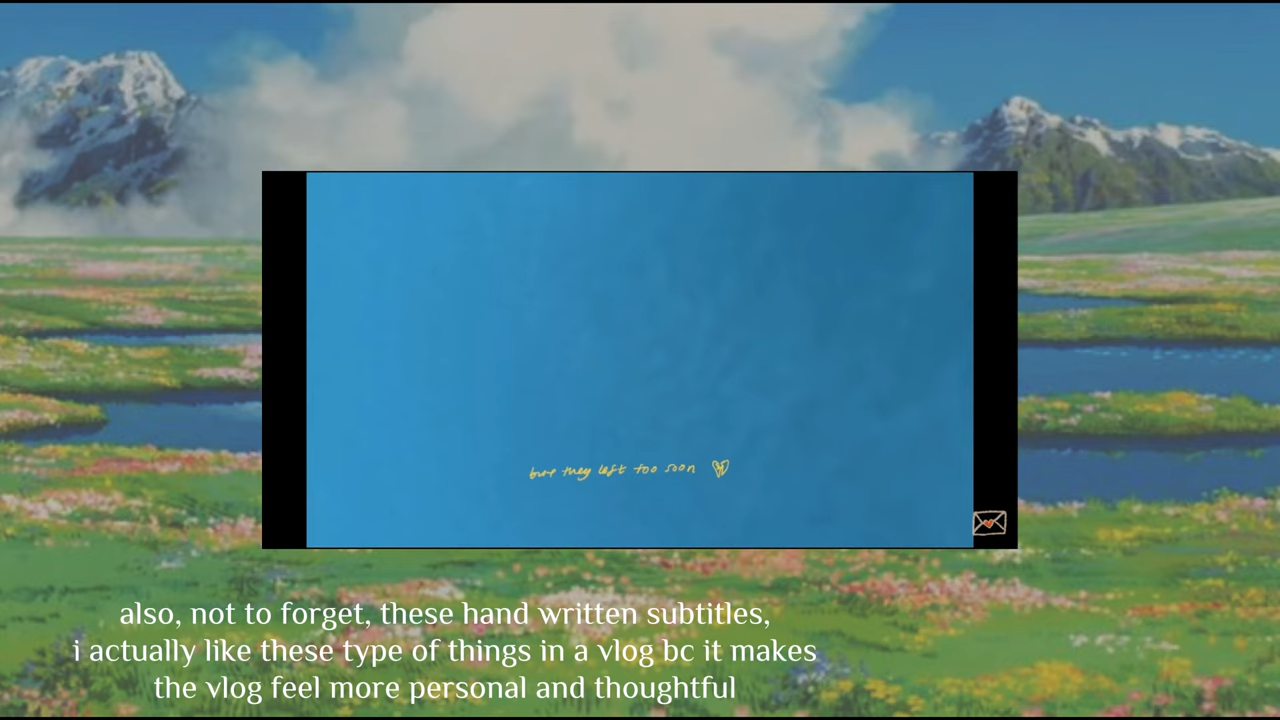 but they left too soon
also, not to forget, these hand written subtitles,
i actually like these type of things in a vlog bc it makes
the vlog feel more personal and thoughtful